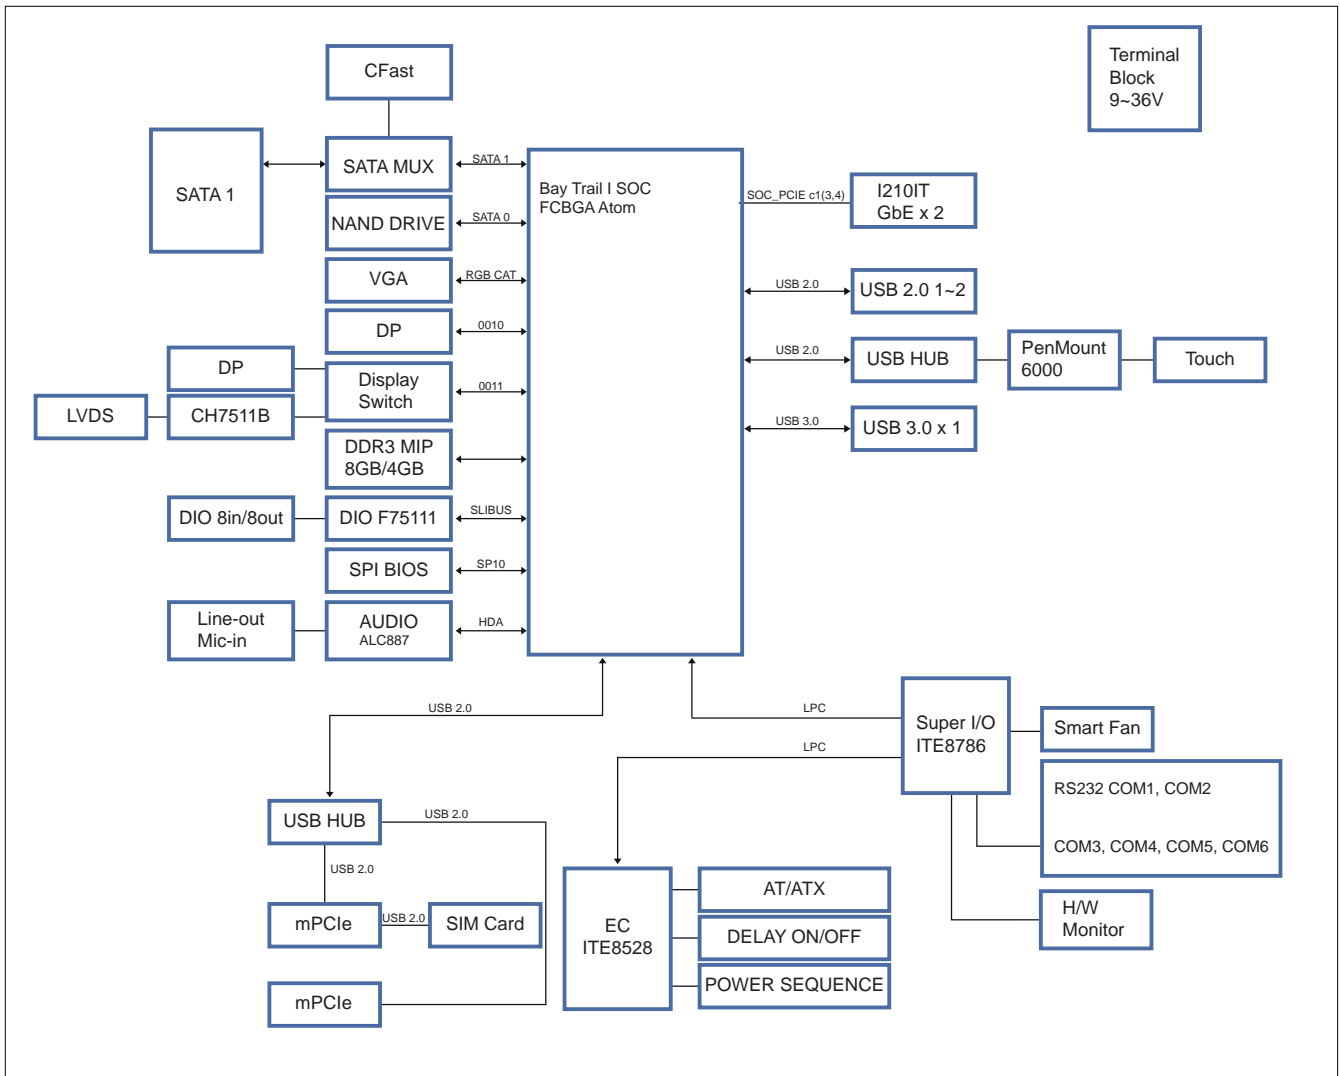 CFast
Terminal
Block
9~36V
SATA 1
SATA MUX
SATA 1
Bay Trail I SOC
FCBGA Atom
SOC_PCIE c1(3,4)
I210IT
GbE x 2
NAND DRIVE
SATA 0
VGA
RGB CAT
USB 2.0
USB 2.0 1~2
DP
0010
USB 2.0
USB HUB
PenMount
6000
Touch
DP
Display
Switch
0011
LVDS
CH7511B
USB 3.0
USB 3.0 x 1
DDR3 MIP
8GB/4GB
DIO 8in/8out
DIO F75111
SLIBUS
SPI BIOS
SP10
Line-out
Mic-in
AUDIO
ALC887
HDA
USB 2.0
LPC
Super I/O
ITE8786
Smart Fan
LPC
RS232 COM1, COM2
COM3, COM4, COM5, COM6
USB HUB
USB 2.0
USB 2.0
mPCIe
USB 2.0
SIM Card
EC
ITE8528
AT/ATX
DELAY ON/OFF
POWER SEQUENCE
H/W
Monitor
mPCIe